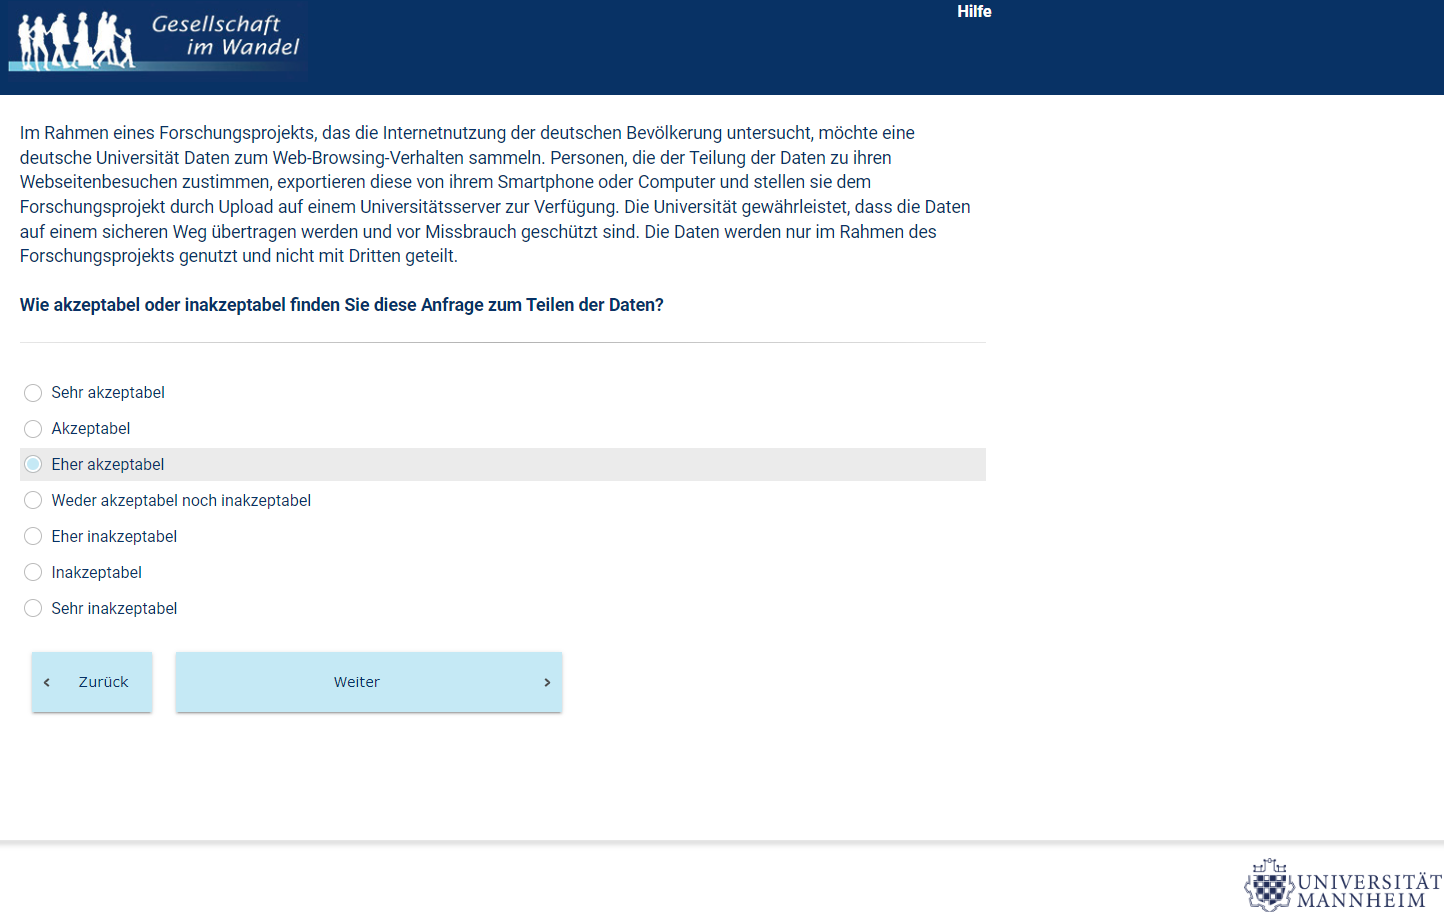 Gesellschaft
im Wandel
Hilfe
Im Rahmen eines Forschungsprojekts, das die Internetnutzung der deutschen Bevölkerung untersucht, möchte eine
deutsche Universität Daten zum Web-Browsing-Verhalten sammeln. Personen, die der Teilung der Daten zu ihren
Webseitenbesuchen zustimmen, exportieren diese von ihrem Smartphone oder Computer und stellen sie dem
Forschungsprojekt durch Upload auf einem Universitätsserver zur Verfügung. Die Universität gewährleistet, dass die Daten
auf einem sicheren Weg übertragen werden und vor Missbrauch geschützt sind. Die Daten werden nur im Rahmen des
Forschungsprojekts genutzt und nicht mit Dritten geteilt.
Wie akzeptabel oder inakzeptabel finden Sie diese Anfrage zum Teilen der Daten?
Sehr akzeptabel
Akzeptabel
Eher akzeptabel
Weder akzeptabel noch inakzeptabel
Eher inakzeptabel
Inakzeptabel
Sehr inakzeptabel
Zurück
Weiter
UNIVERSITÄT
MANNHEIM